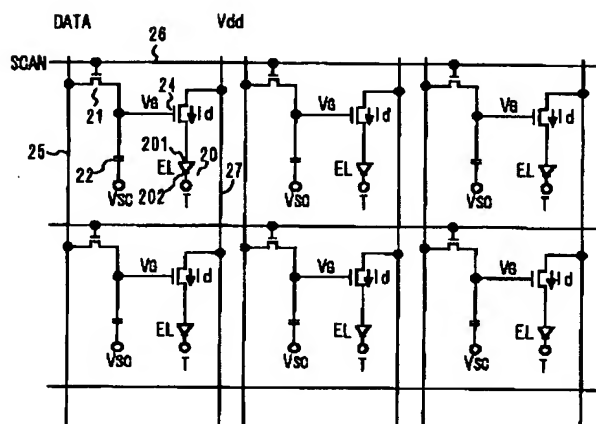 DATA Vdd
26
SCAN
21 24 VG Id VG Id VG Id
25 22 201 EL 20 27 EL EL
202
VSC T VSC T VSC T
VG Id VG Id VG Id
EL EL EL
VSC T VSC T VSC T